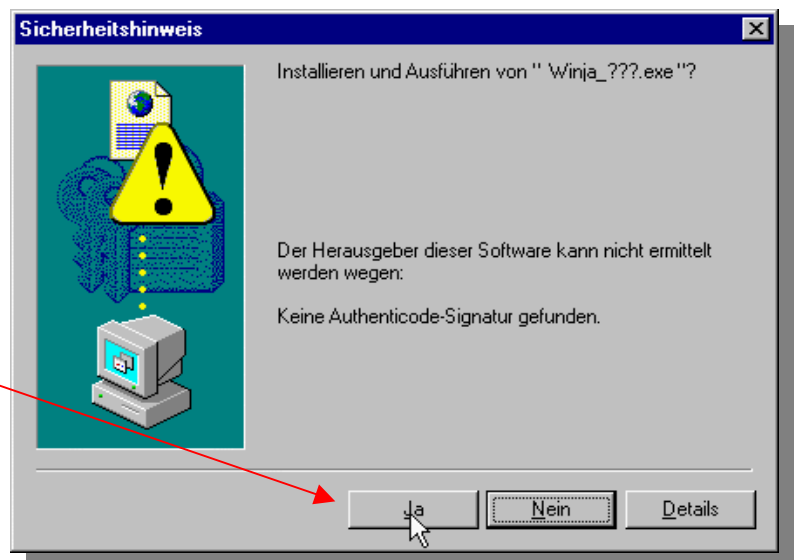 Sicherheitshinweis
Installieren und Ausführen von " Winja_???.exe "?
Der Herausgeber dieser Software kann nicht ermittelt
werden wegen:
Keine Authenticode-Signatur gefunden.
Ja
Nein
Details